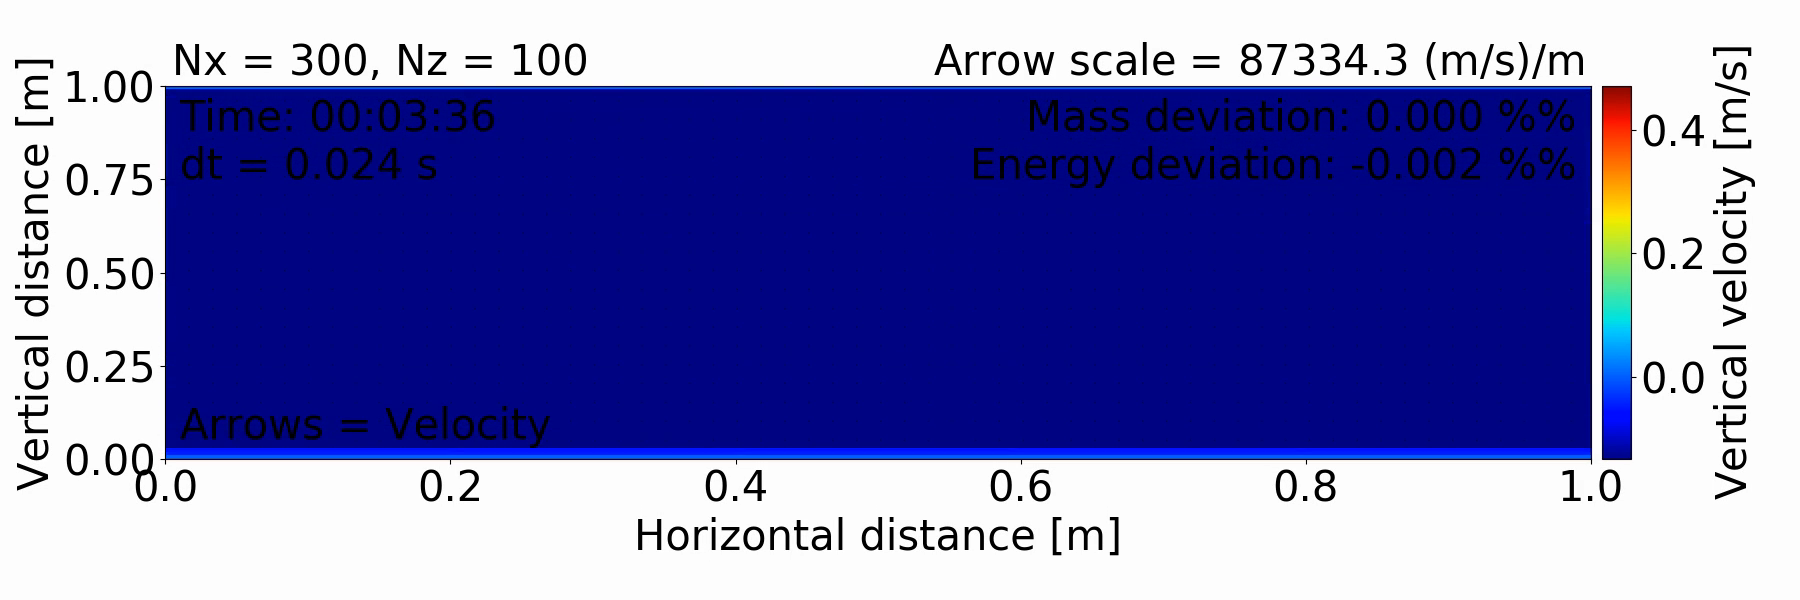 Nx = 300, Nz = 100
Arrow scale = 87334.3 (m/s)/m
Time: 00:03:36
dt = 0.024 s
Mass deviation: 0.000 %%
Energy deviation: -0.002 %%
Arrows = Velocity
Vertical distance [m]
1.00
0.75
0.50
0.25
0.00
0.0
0.2
0.4
0.6
0.8
1.0
Horizontal distance [m]
0.4
0.2
0.0
Vertical velocity [m/s]